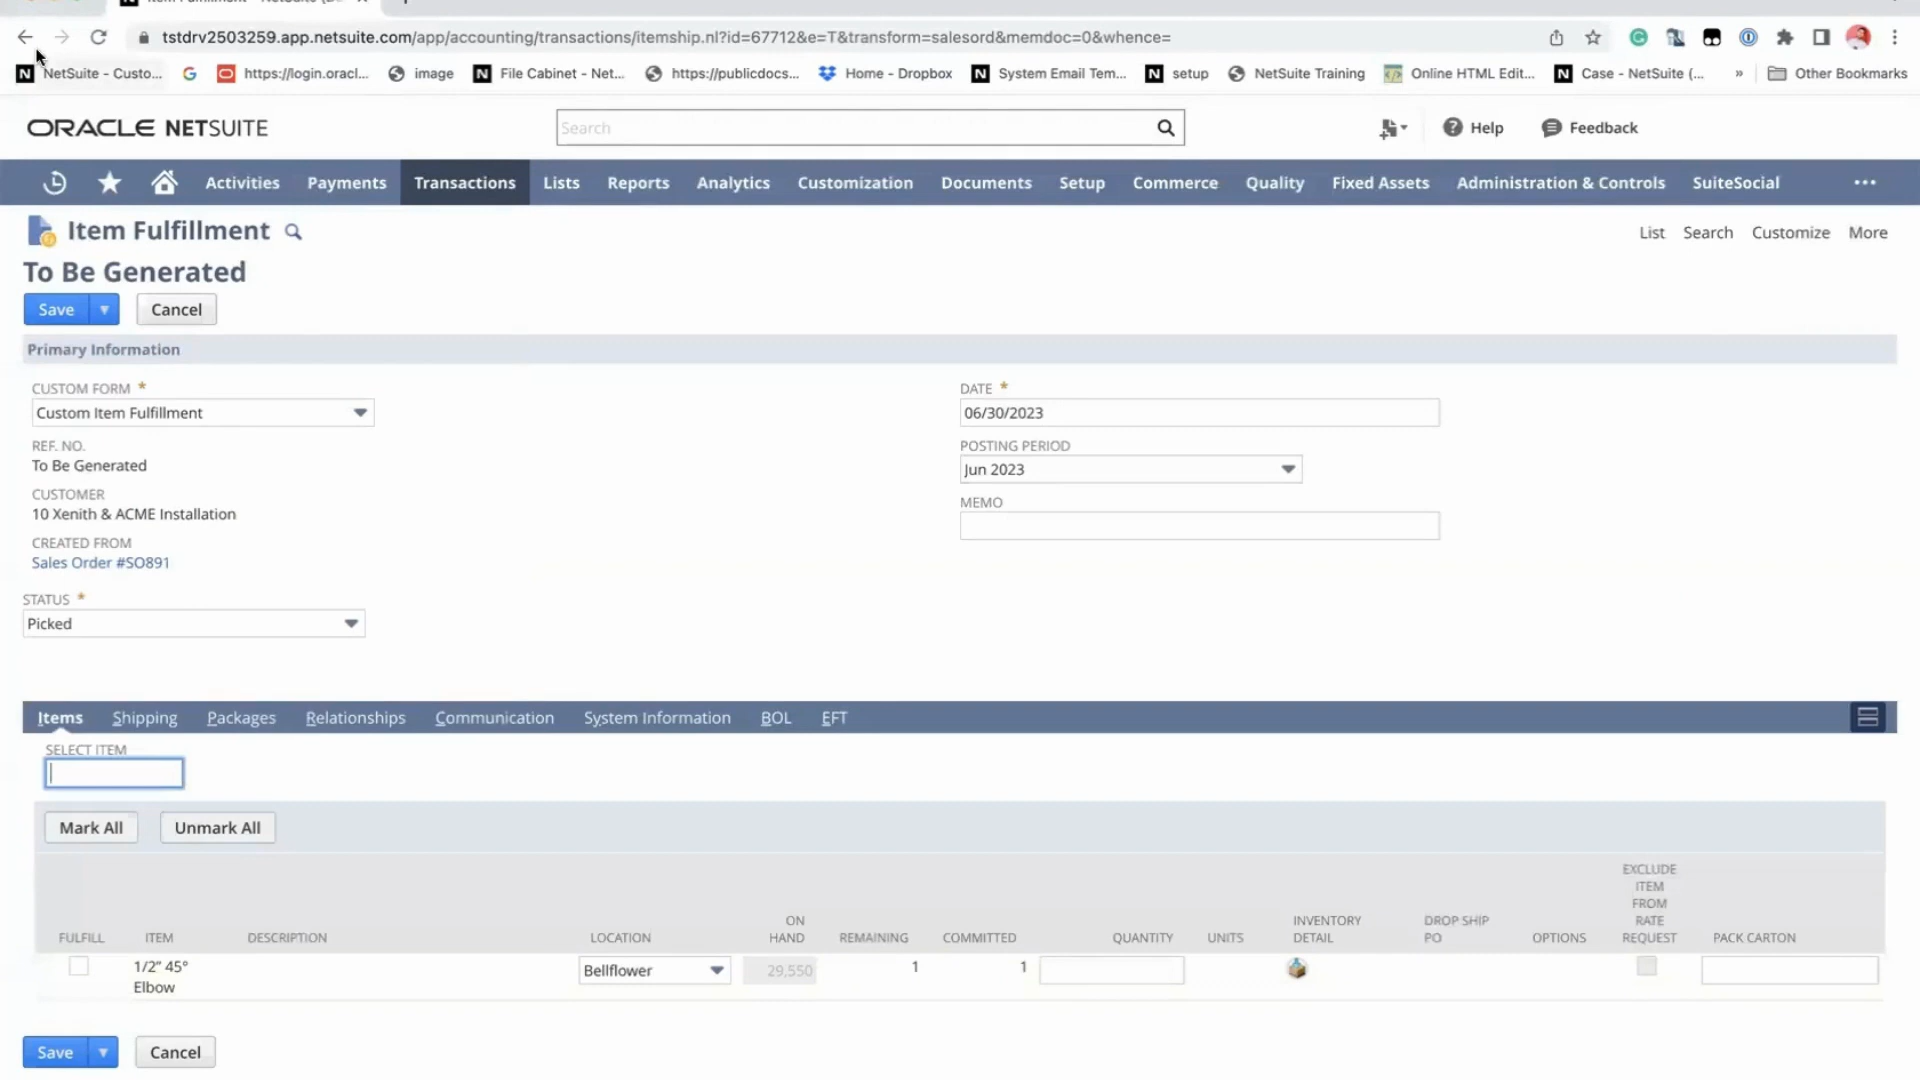 tstdrv2503259.app.netsuite.com/app/accounting/transactions/itemship.nl?id=67712&e=T&transform=salesord&memdoc=0&whence=
NetSuite - Custo... https://login.oracl... image File Cabinet - Net... https://publicdocs... Home - Dropbox System Email Tem... setup NetSuite Training Online HTML Edit... Case - NetSuite (... » Other Bookmarks
ORACLE NETSUITE Search Help Feedback
Activities Payments Transactions Lists Reports Analytics Customization Documents Setup Commerce Quality Fixed Assets Administration & Controls SuiteSocial ...
Item Fulfillment List Search Customize More
To Be Generated
Save Cancel
Primary Information
CUSTOM FORM * DATE *
Custom Item Fulfillment 06/30/2023
REF. NO. POSTING PERIOD
To Be Generated Jun 2023
CUSTOMER MEMO
10 Xenith & ACME Installation
CREATED FROM
Sales Order #SO891
STATUS *
Picked
Items Shipping Packages Relationships Communication System Information BOL EFT
SELECT ITEM
Mark All Unmark All
FULFILL ITEM DESCRIPTION LOCATION ON HAND REMAINING COMMITTED QUANTITY UNITS INVENTORY DETAIL DROP SHIP PO OPTIONS EXCLUDE ITEM FROM RATE REQUEST PACK CARTON
1/2" 45° Elbow Bellflower 29,550 1 1
Save Cancel